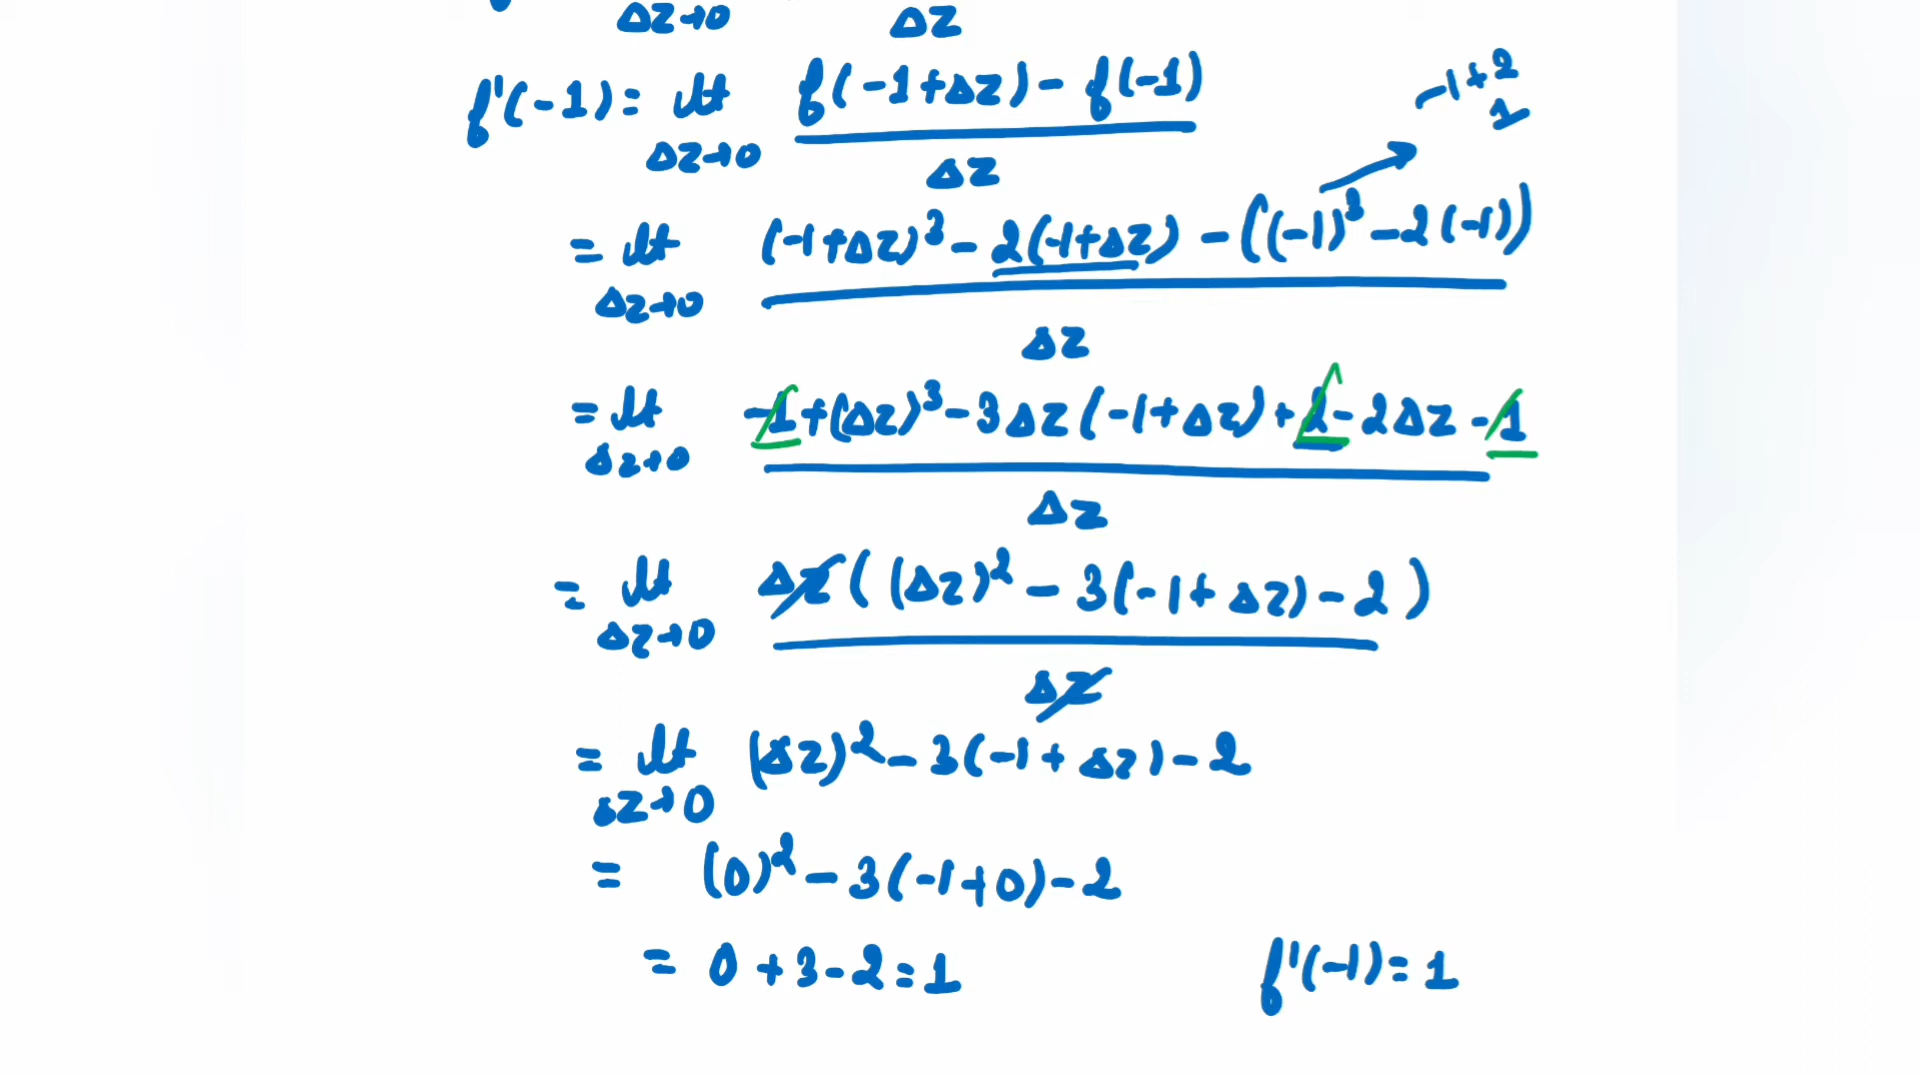 Δz→0 Δz
f'(-1) = lt f(-1+Δz) - f(-1) -1+2
Δz→0 Δz 1
= lt (-1+Δz)³ - 2(-1+Δz) - ((-1)³ - 2(-1))
Δz→0 Δz
= lt -1+(Δz)³ - 3Δz(-1+Δz) + 2 - 2Δz - 1
Δz→0 Δz
= lt Δz((Δz)² - 3(-1+Δz) - 2)
Δz→0 Δz
= lt (Δz)² - 3(-1+Δz) - 2
Δz→0
= (0)² - 3(-1+0) - 2
= 0+3-2=1 f'(-1) = 1